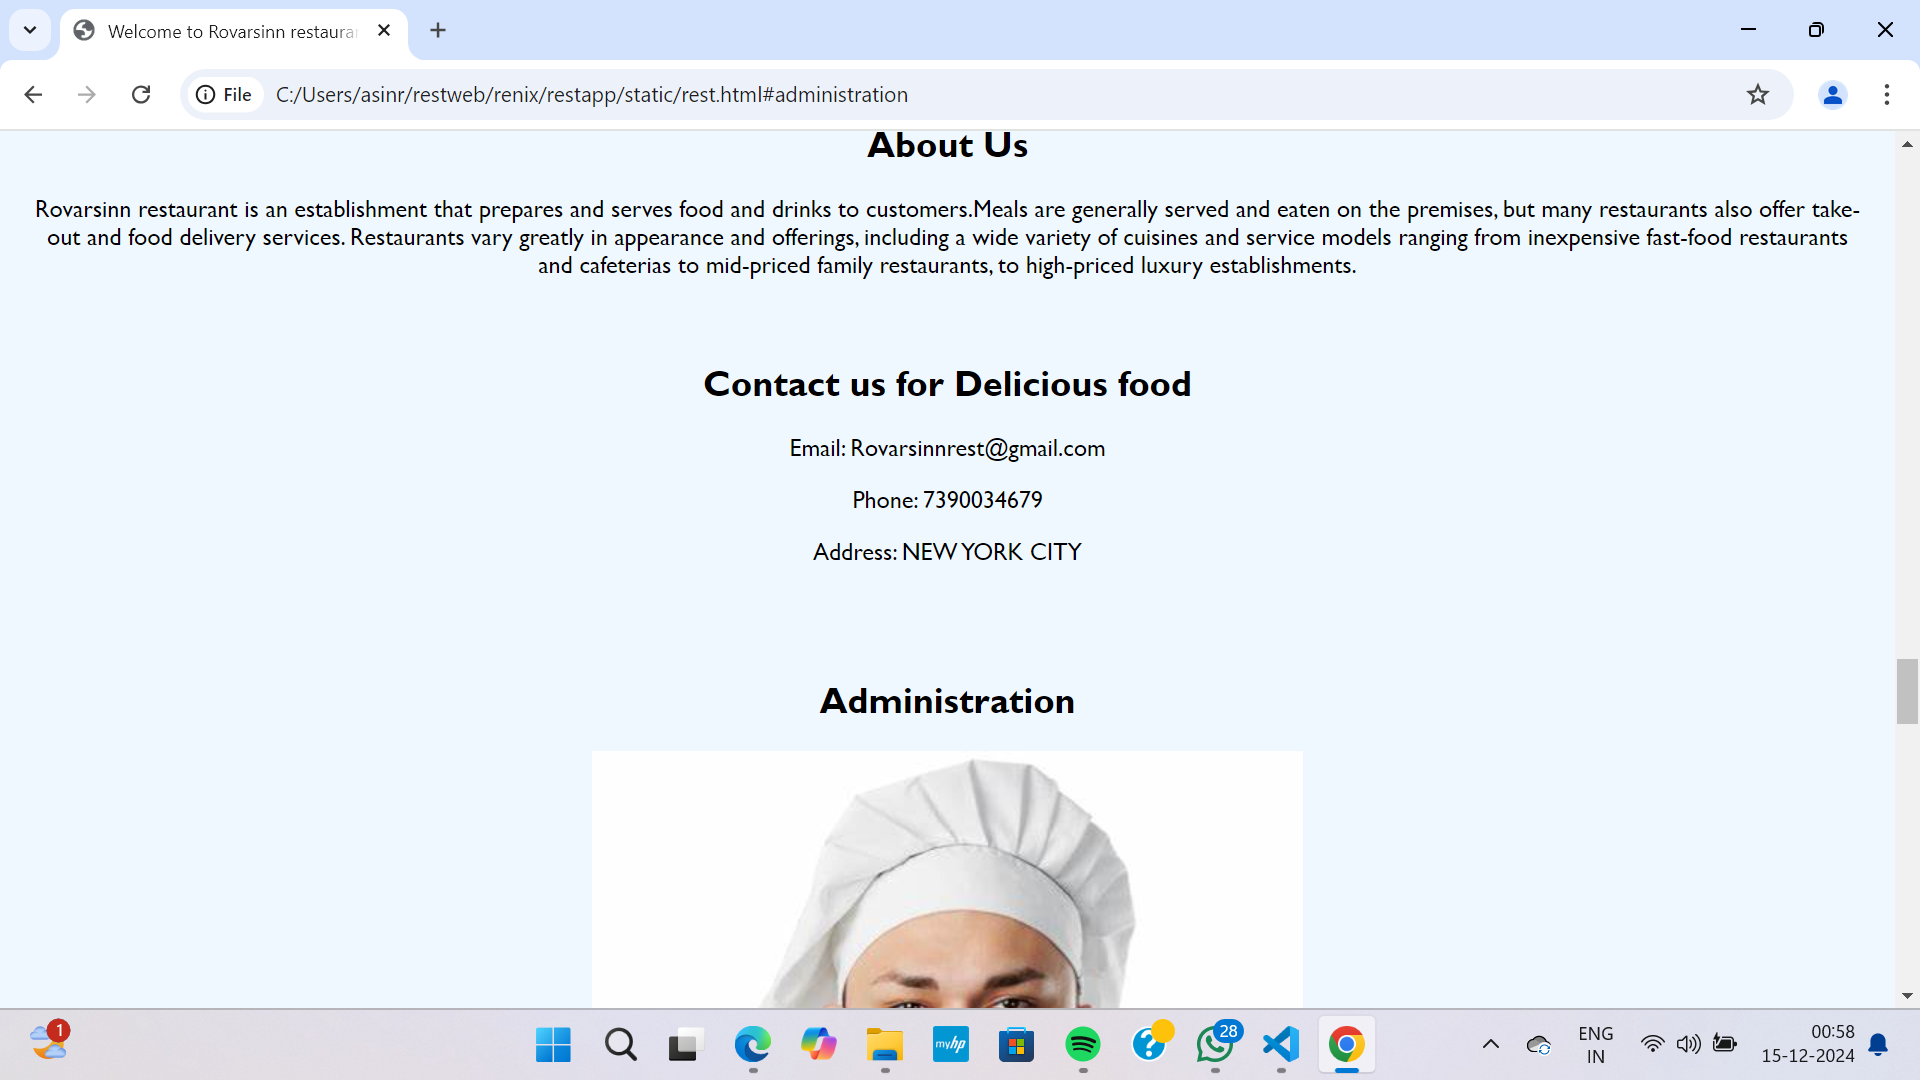 Welcome to Rovarsinn restaura
File
C:/Users/asinr/restweb/renix/restapp/static/rest.html#administration
About Us
Rovarsinn restaurant is an establishment that prepares and serves food and drinks to customers.Meals are generally served and eaten on the premises, but many restaurants also offer take-
out and food delivery services. Restaurants vary greatly in appearance and offerings, including a wide variety of cuisines and service models ranging from inexpensive fast-food restaurants
and cafeterias to mid-priced family restaurants, to high-priced luxury establishments.
Contact us for Delicious food
Email: Rovarsinnrest@gmail.com
Phone: 7390034679
Address: NEW YORK CITY
Administration
1
myhp
28
ENG
IN
00:58
15-12-2024